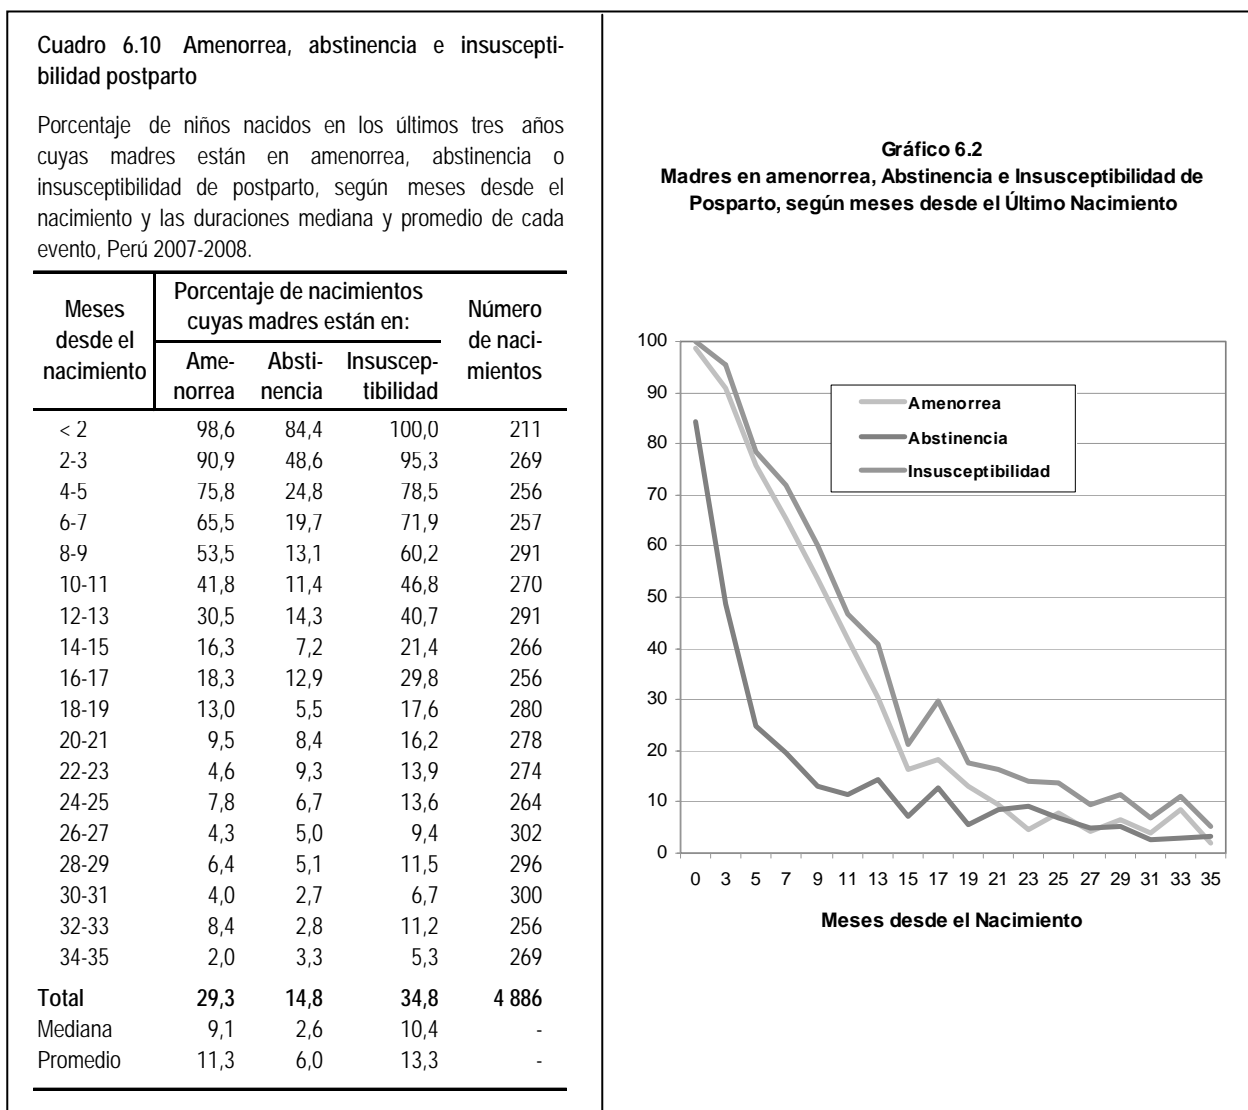 Cuadro 6.10 Amenorrea, abstinencia e insuscepti-
bilidad postparto
Porcentaje de niños nacidos en los últimos tres años
cuyas madres están en amenorrea, abstinencia o
insusceptibilidad de postparto, según meses desde el
nacimiento y las duraciones mediana y promedio de cada
evento, Perú 2007-2008.
Meses
desde el
nacimiento
Porcentaje de nacimientos
cuyas madres están en:
Número
de naci-
mientos
Ame-
norrea
Absti-
nencia
Insuscep-
tibilidad
< 2 98,6 84,4 100,0 211
2-3 90,9 48,6 95,3 269
4-5 75,8 24,8 78,5 256
6-7 65,5 19,7 71,9 257
8-9 53,5 13,1 60,2 291
10-11 41,8 11,4 46,8 270
12-13 30,5 14,3 40,7 291
14-15 16,3 7,2 21,4 266
16-17 18,3 12,9 29,8 256
18-19 13,0 5,5 17,6 280
20-21 9,5 8,4 16,2 278
22-23 4,6 9,3 13,9 274
24-25 7,8 6,7 13,6 264
26-27 4,3 5,0 9,4 302
28-29 6,4 5,1 11,5 296
30-31 4,0 2,7 6,7 300
32-33 8,4 2,8 11,2 256
34-35 2,0 3,3 5,3 269
Total 29,3 14,8 34,8 4 886
Mediana 9,1 2,6 10,4 -
Promedio 11,3 6,0 13,3 -
Gráfico 6.2
Madres en amenorrea, Abstinencia e Insusceptibilidad de
Posparto, según meses desde el Último Nacimiento
100
90
80
70
60
50
40
30
20
10
0
Amenorrea
Abstinencia
Insusceptibilidad
0 3 5 7 9 11 13 15 17 19 21 23 25 27 29 31 33 35
Meses desde el Nacimiento